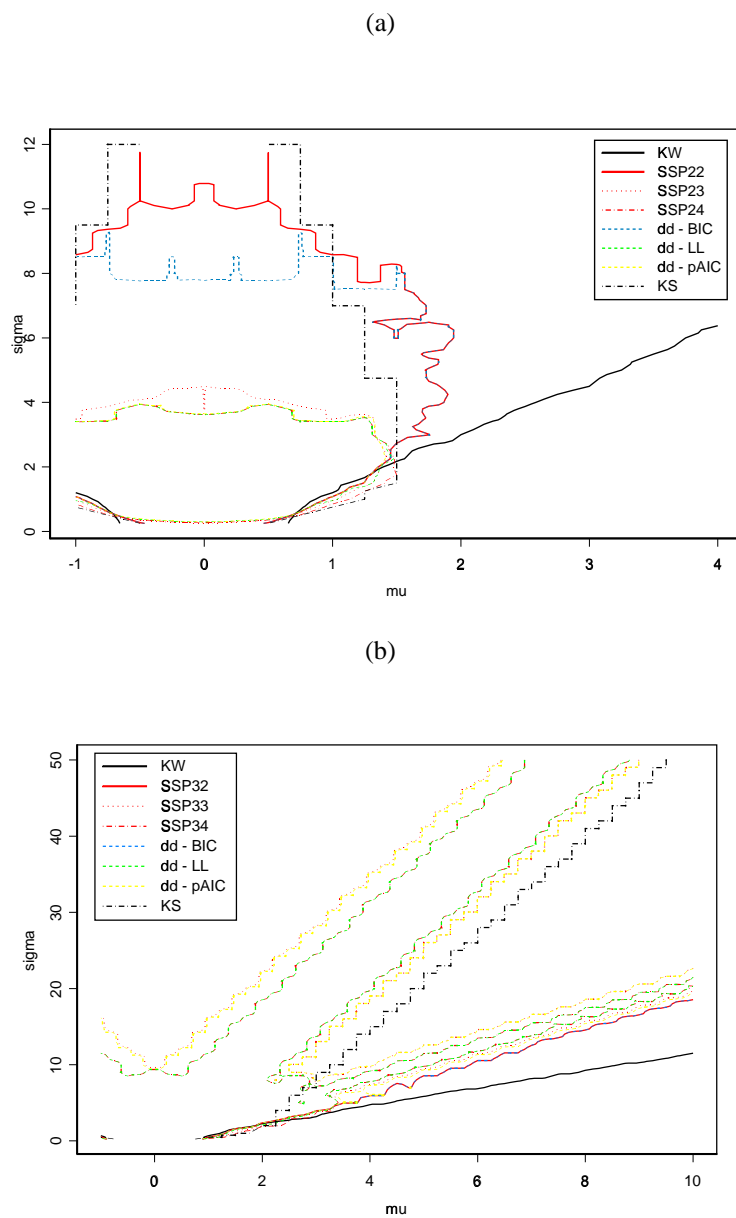 (a)
12
10
8
6
4
2
0
sigma
KW
SSP22
SSP23
SSP24
dd - BIC
dd - LL
dd - pAIC
KS
-1 0 1 2 3 4
mu
(b)
50
40
30
20
10
0
sigma
KW
SSP32
SSP33
SSP34
dd - BIC
dd - LL
dd - pAIC
KS
0 2 4 6 8 10
mu